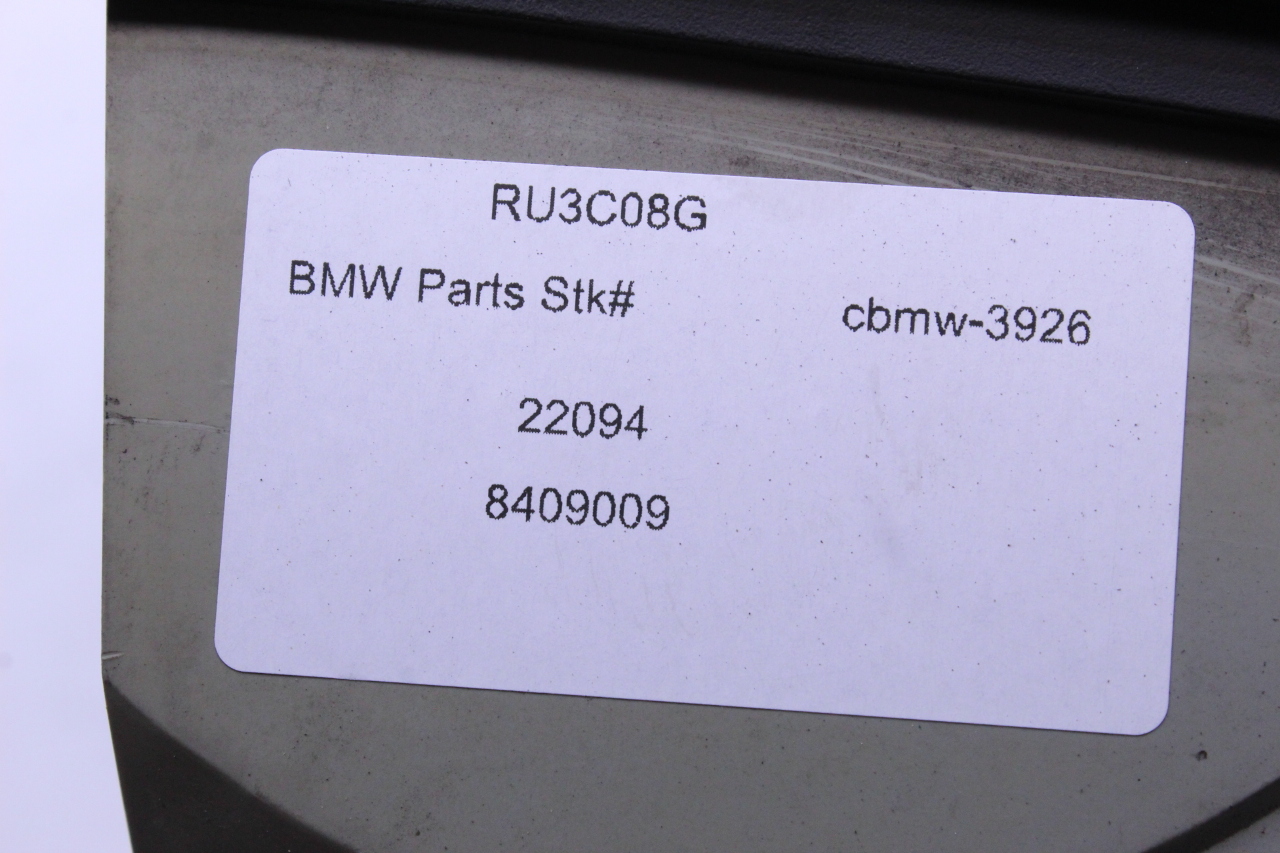 RU3C08G
BMW Parts Stk# cbmw-3926
22094
8409009